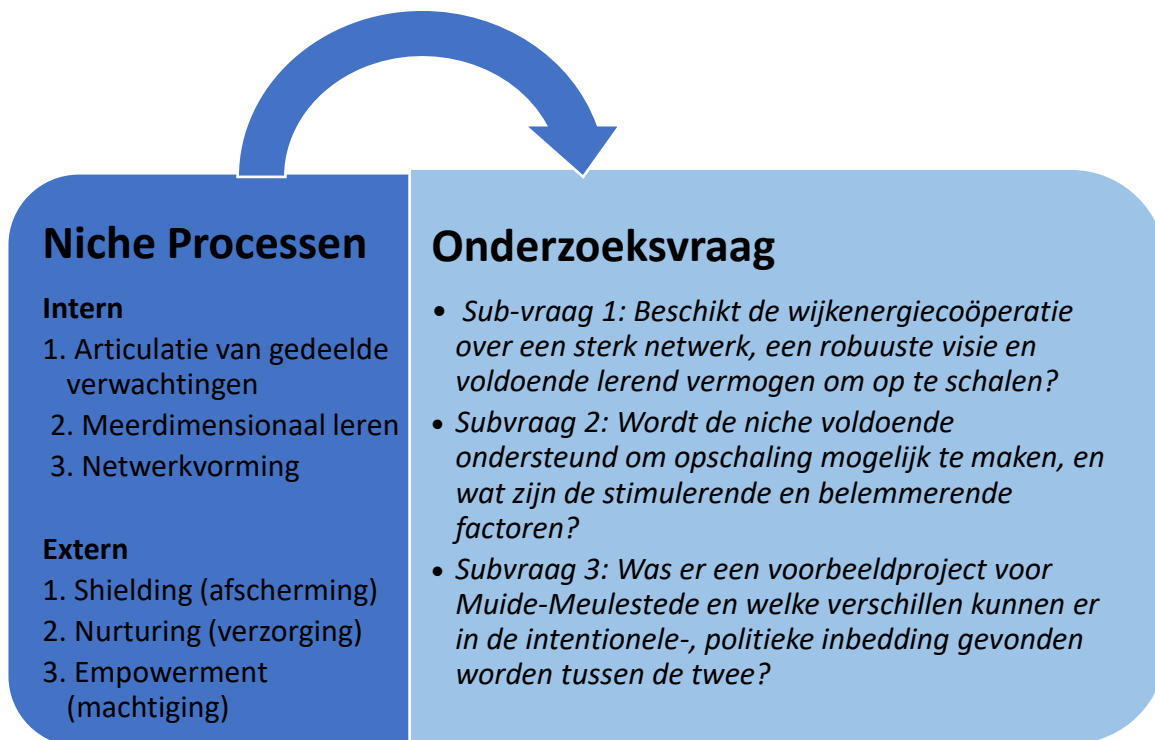 Niche Processen
Intern
1. Articulatie van gedeelde
verwachtingen
2. Meerdimensionaal leren
3. Netwerkvorming
Extern
1. Shielding (afscherming)
2. Nurturing (verzorging)
3. Empowerment
(machtiging)
Onderzoeksvraag
• Sub-vraag 1: Beschikt de wijkenergiecoöperatie
over een sterk netwerk, een robuuste visie en
voldoende lerend vermogen om op te schalen?
• Subvraag 2: Wordt de niche voldoende
ondersteund om opschaling mogelijk te maken, en
wat zijn de stimulerende en belemmerende
factoren?
• Subvraag 3: Was er een voorbeeldproject voor
Muide-Meulestede en welke verschillen kunnen er
in de intentionele-, politieke inbedding gevonden
worden tussen de twee?